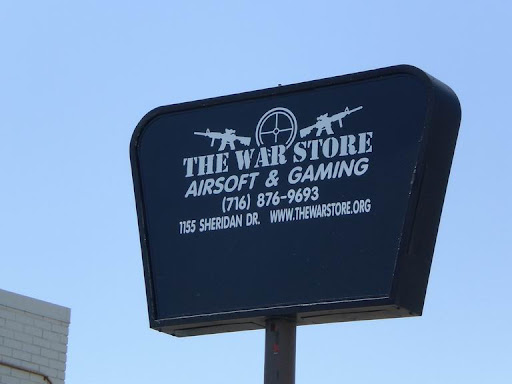 THE WAR STORE
AIRSOFT & GAMING
(716) 876-9693
1155 SHERIDAN DR. WWW.THEWARSTORE.ORG